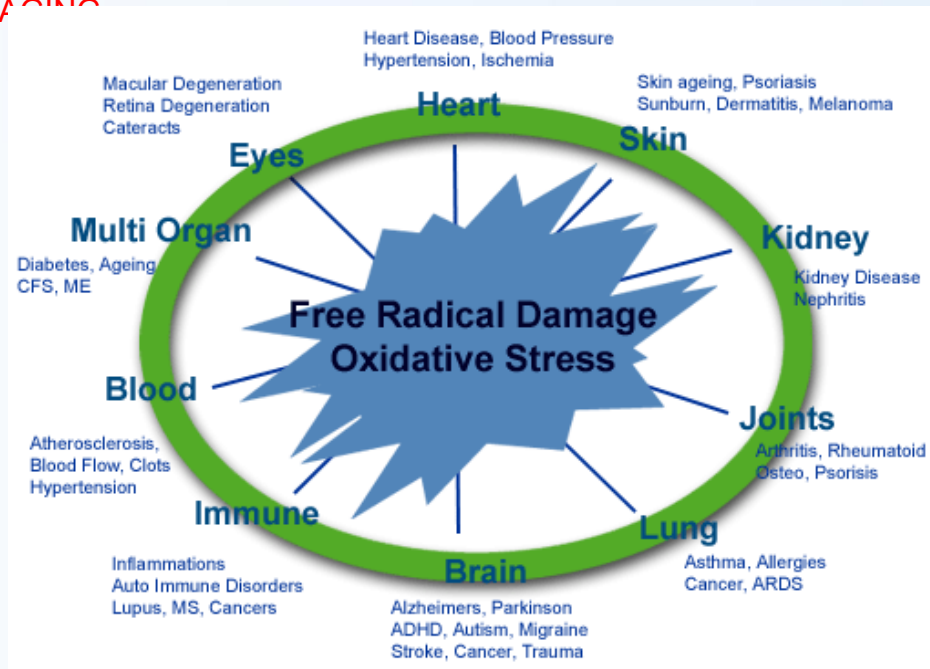 AGING
Heart Disease, Blood Pressure
Hypertension, Ischemia
Heart
Skin ageing, Psoriasis
Sunburn, Dermatitis, Melanoma
Skin
Kidney
Kidney Disease
Nephritis
Joints
Arthritis, Rheumatoid
Osteo, Psorisis
Lung
Asthma, Allergies
Cancer, ARDS
Brain
Alzheimers, Parkinson
ADHD, Autism, Migraine
Stroke, Cancer, Trauma
Immune
Inflammations
Auto Immune Disorders
Lupus, MS, Cancers
Blood
Atherosclerosis,
Blood Flow, Clots
Hypertension
Multi Organ
Diabetes, Ageing
CFS, ME
Macular Degeneration
Retina Degeneration
Cateracts
Eyes
Free Radical Damage
Oxidative Stress